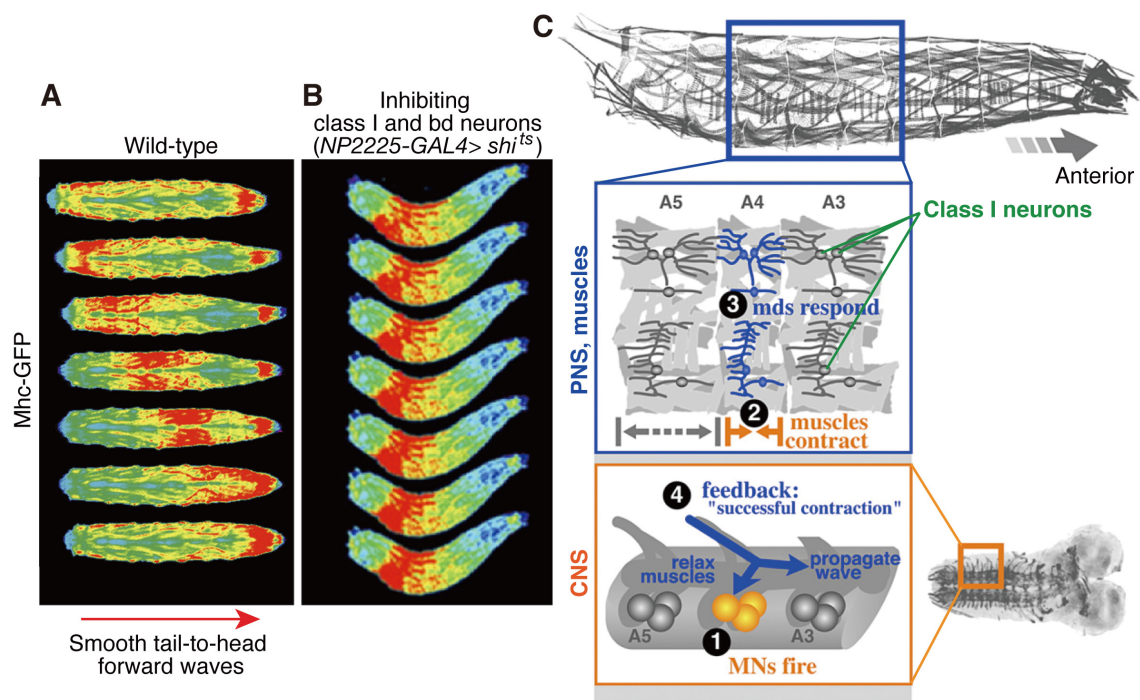 A
Wild-type
Mhc-GFP
Smooth tail-to-head
forward waves
B
Inhibiting
class I and bd neurons
(NP2225-GAL4> shi^ts)
C
Anterior
PNS, muscles
A5
A4
A3
Class I neurons
3 mds respond
2
muscles
contract
CNS
4 feedback:
"successful contraction"
relax
muscles
propagate
wave
A5
A3
1
MNs fire